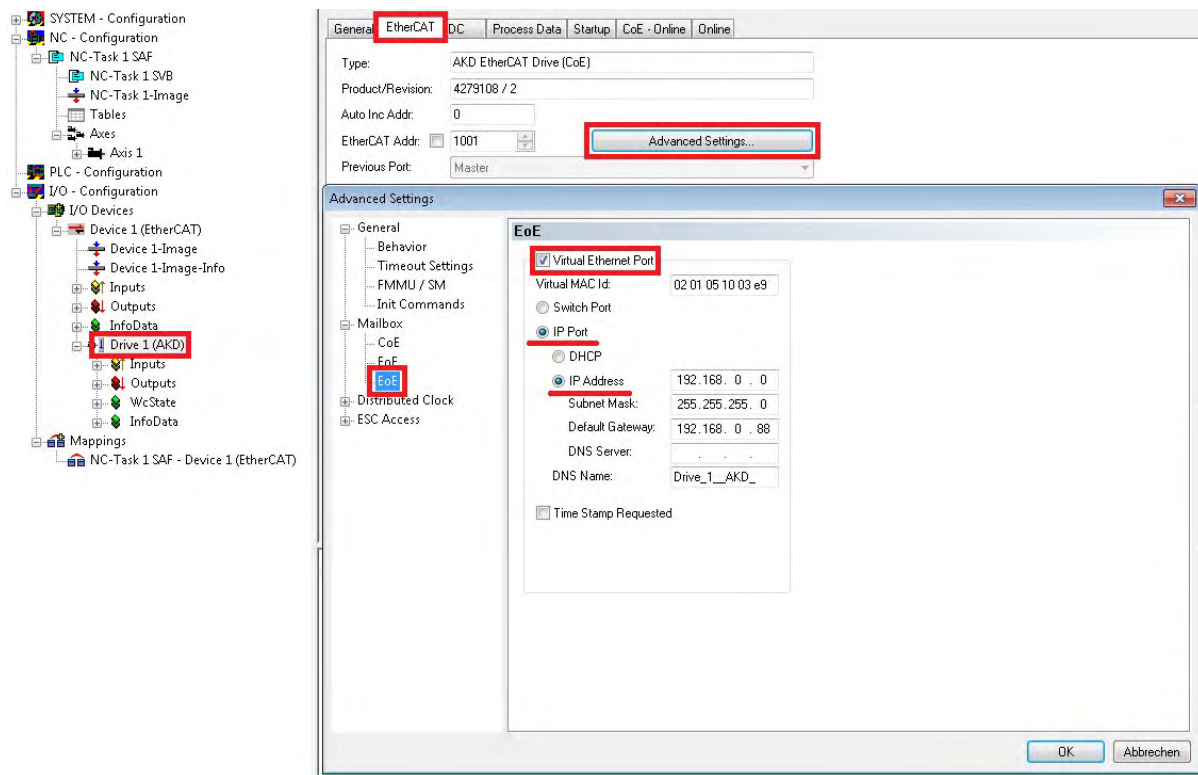 SYSTEM - Configuration
NC - Configuration
NC-Task 1 SAF
NC-Task 1 SVB
NC-Task 1-Image
Tables
Axes
Axis 1
PLC - Configuration
I/O - Configuration
I/O Devices
Device 1 (EtherCAT)
Device 1-Image
Device 1-Image-Info
Inputs
Outputs
InfoData
Drive 1 (AKD)
Inputs
Outputs
WcState
InfoData
Mappings
NC-Task 1 SAF - Device 1 (EtherCAT)
General EtherCAT DC Process Data Startup CoE - Online Online
Type: AKD EtherCAT Drive (CoE)
Product/Revision: 4279108 / 2
Auto Inc Addr: 0
EtherCAT Addr: 1001 Advanced Settings...
Previous Port: Master
Advanced Settings
General
Behavior
Timeout Settings
FMMU / SM
Init Commands
Mailbox
CoE
FoE
EoE
Distributed Clock
ESC Access
EoE
Virtual Ethernet Port
Virtual MAC Id: 02 01 05 10 03 e9
Switch Port
IP Port
DHCP
IP Address 192.168. 0 . 0
Subnet Mask: 255.255.255. 0
Default Gateway: 192.168. 0 . 88
DNS Server: . . .
DNS Name: Drive_1__AKD_
Time Stamp Requested
OK Abbrechen